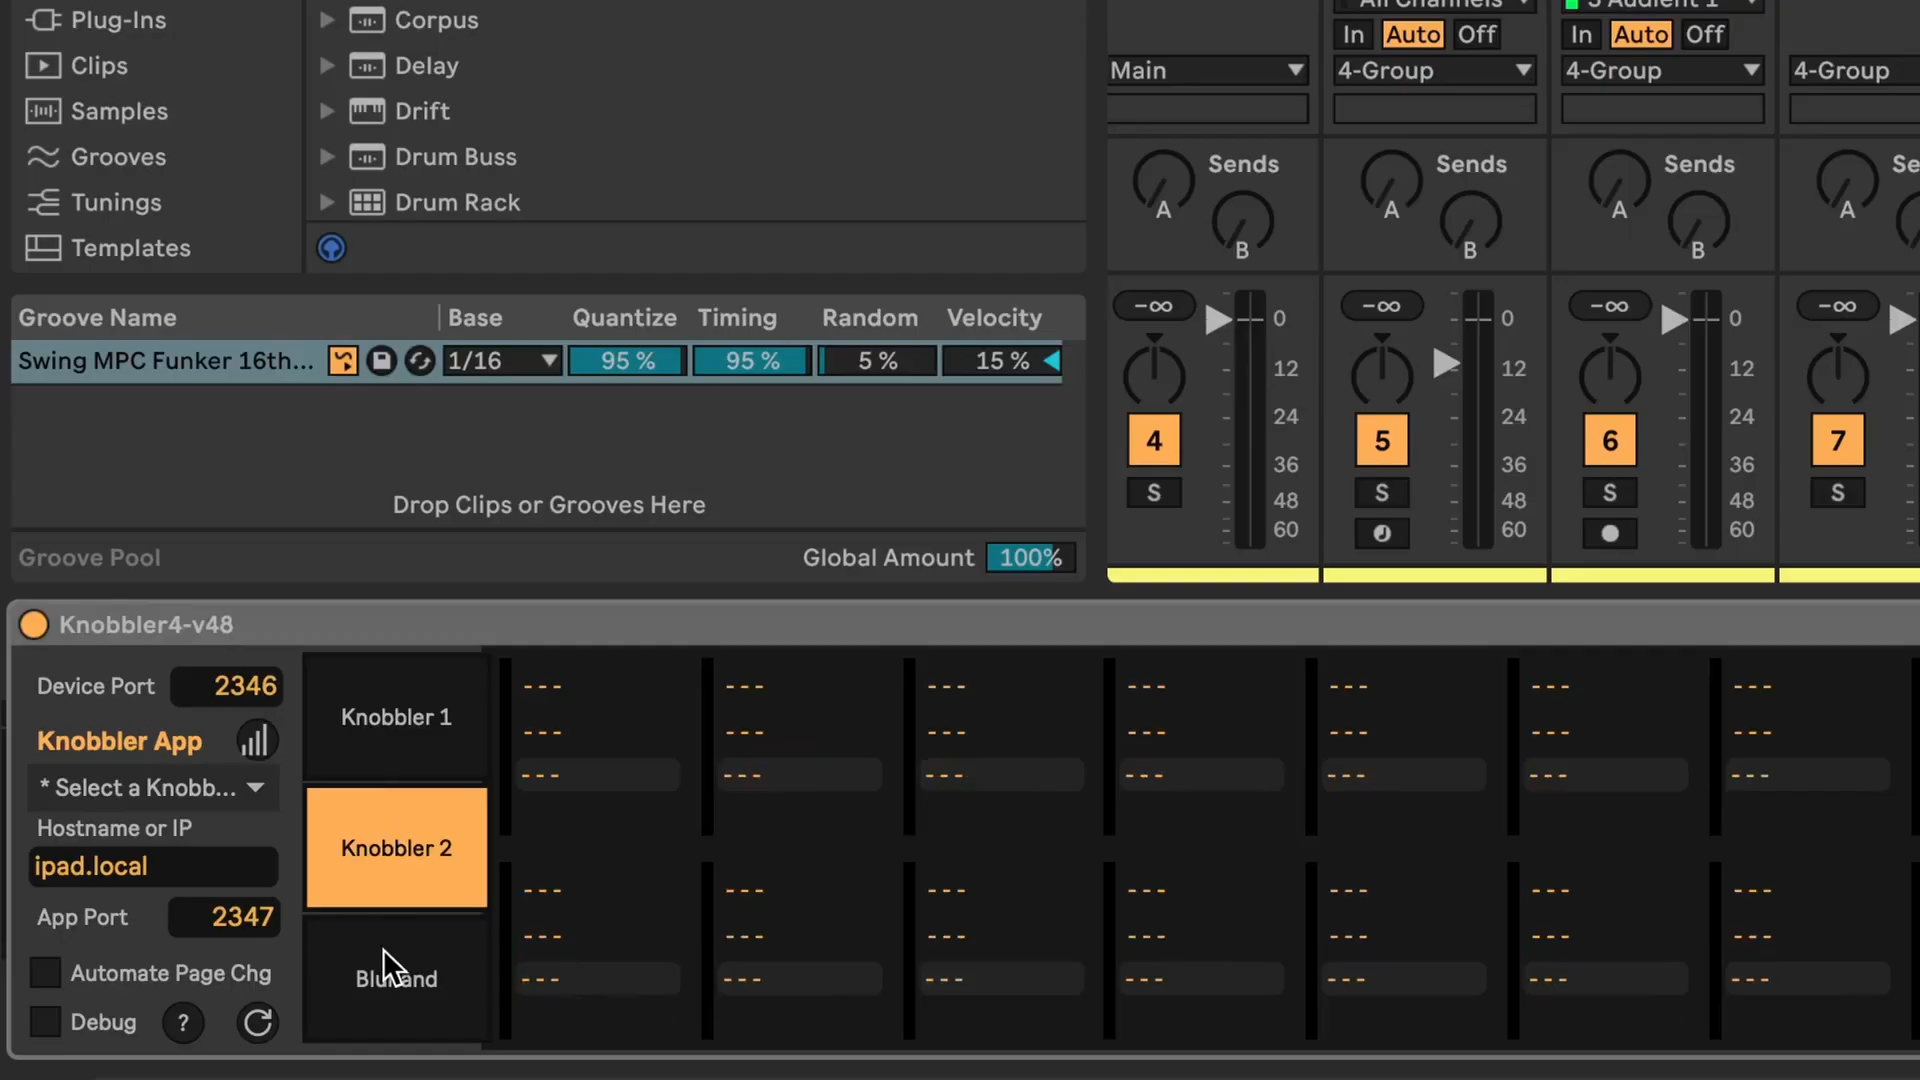 Plug-Ins
Clips
Samples
Grooves
Tunings
Templates
Corpus
Delay
Drift
Drum Buss
Drum Rack
All Channels
3 Audient 1
In Auto Off
In Auto Off
Main
4-Group
4-Group
4-Group
Sends
Sends
Sends
A
B
A
B
A
B
A
Groove Name Base Quantize Timing Random Velocity
Swing MPC Funker 16th... 1/16 95 % 95 % 5 % 15 %
Drop Clips or Grooves Here
Groove Pool Global Amount 100%
-∞ 0
12
24
36
48
60
4
S
-∞ 0
12
24
36
48
60
5
S
-∞ 0
12
24
36
48
60
6
S
-∞
7
S
Knobbler4-v48
Device Port 2346
Knobbler App
* Select a Knobb...
Hostname or IP
ipad.local
App Port 2347
Automate Page Chg
Debug ?
Knobbler 1
Knobbler 2
--- --- --- --- --- --- ---
--- --- --- --- --- --- ---
--- --- --- --- --- --- ---
--- --- --- --- --- --- ---
--- --- --- --- --- --- ---
--- --- --- --- --- --- ---